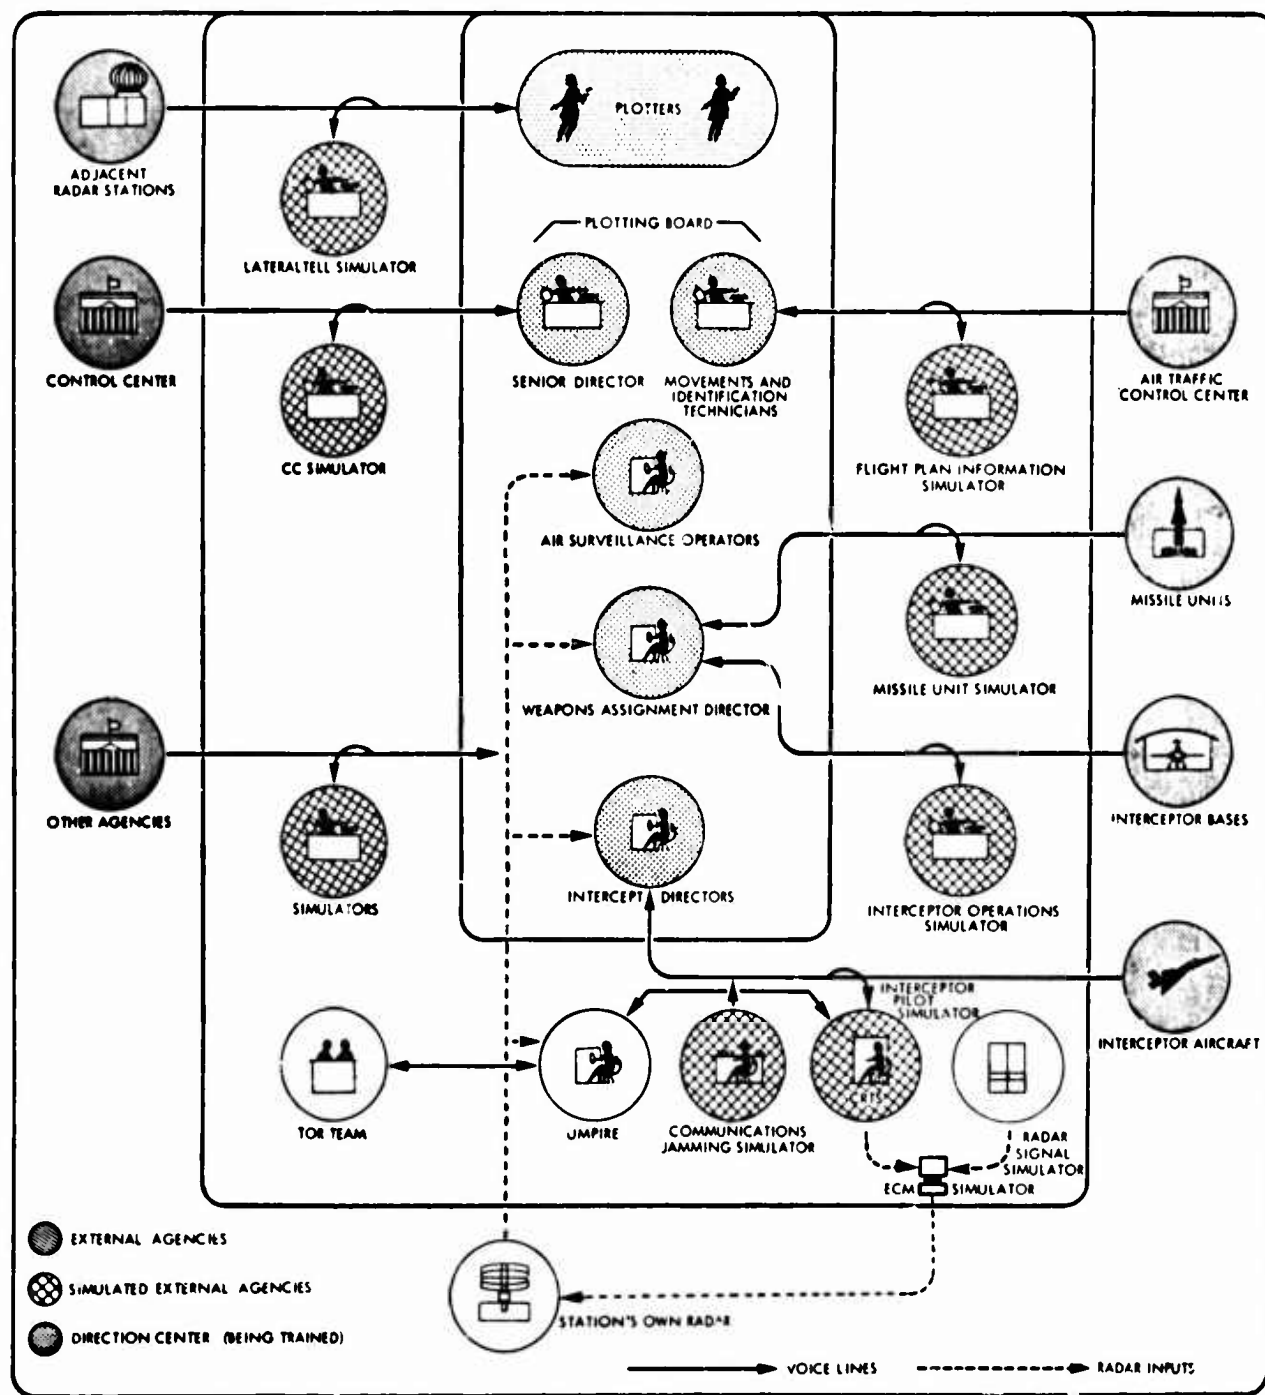 PLOTTERS
ADJACENT
RADAR STATIONS
PLOTTING BOARD
LATERALTELL SIMULATOR
CONTROL CENTER
SENIOR DIRECTOR
MOVEMENTS AND
IDENTIFICATION
TECHNICIANS
AIR TRAFFIC
CONTROL CENTER
CC SIMULATOR
FLIGHT PLAN INFORMATION
SIMULATOR
AIR SURVEILLANCE OPERATORS
MISSILE UNITS
MISSILE UNIT SIMULATOR
WEAPONS ASSIGNMENT DIRECTOR
OTHER AGENCIES
INTERCEPTOR BASES
SIMULATORS
INTERCEPT DIRECTORS
INTERCEPTOR OPERATIONS
SIMULATOR
INTERCEPTOR
PILOT
SIMULATOR
INTERCEPTOR AIRCRAFT
CRTS
TOR TEAM
UMPIRE
COMMUNICATIONS
JAMMING SIMULATOR
RADAR
SIGNAL
SIMULATOR
ECM SIMULATOR
EXTERNAL AGENCIES
SIMULATED EXTERNAL AGENCIES
DIRECTION CENTER (BEING TRAINED)
STATION'S OWN RADAR
VOICE LINES
RADAR INPUTS